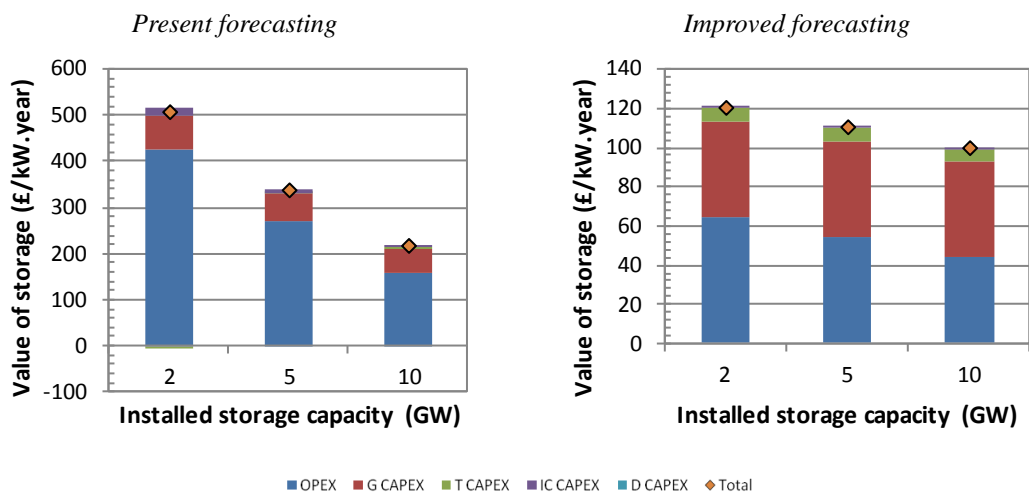 Present forecasting
Improved forecasting
Value of storage (£/kW.year)
600
500
400
300
200
100
0
-100
2 5 10
Installed storage capacity (GW)
Value of storage (£/kW.year)
140
120
100
80
60
40
20
0
2 5 10
Installed storage capacity (GW)
OPEX G CAPEX T CAPEX IC CAPEX D CAPEX Total